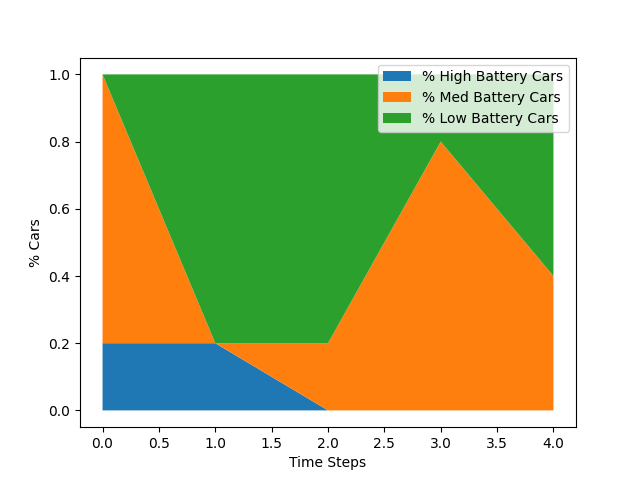 % High Battery Cars
% Med Battery Cars
% Low Battery Cars
1.0
0.8
0.6
0.4
0.2
0.0
% Cars
0.0 0.5 1.0 1.5 2.0 2.5 3.0 3.5 4.0
Time Steps